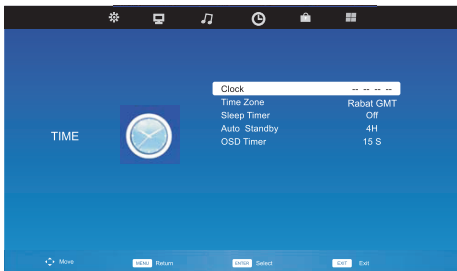 Clock -- -- -- --
Time Zone Rabat GMT
Sleep Timer Off
TIME
Auto Standby 4H
OSD Timer 15 S
Move MENU Return ENTER Select EXIT Exit